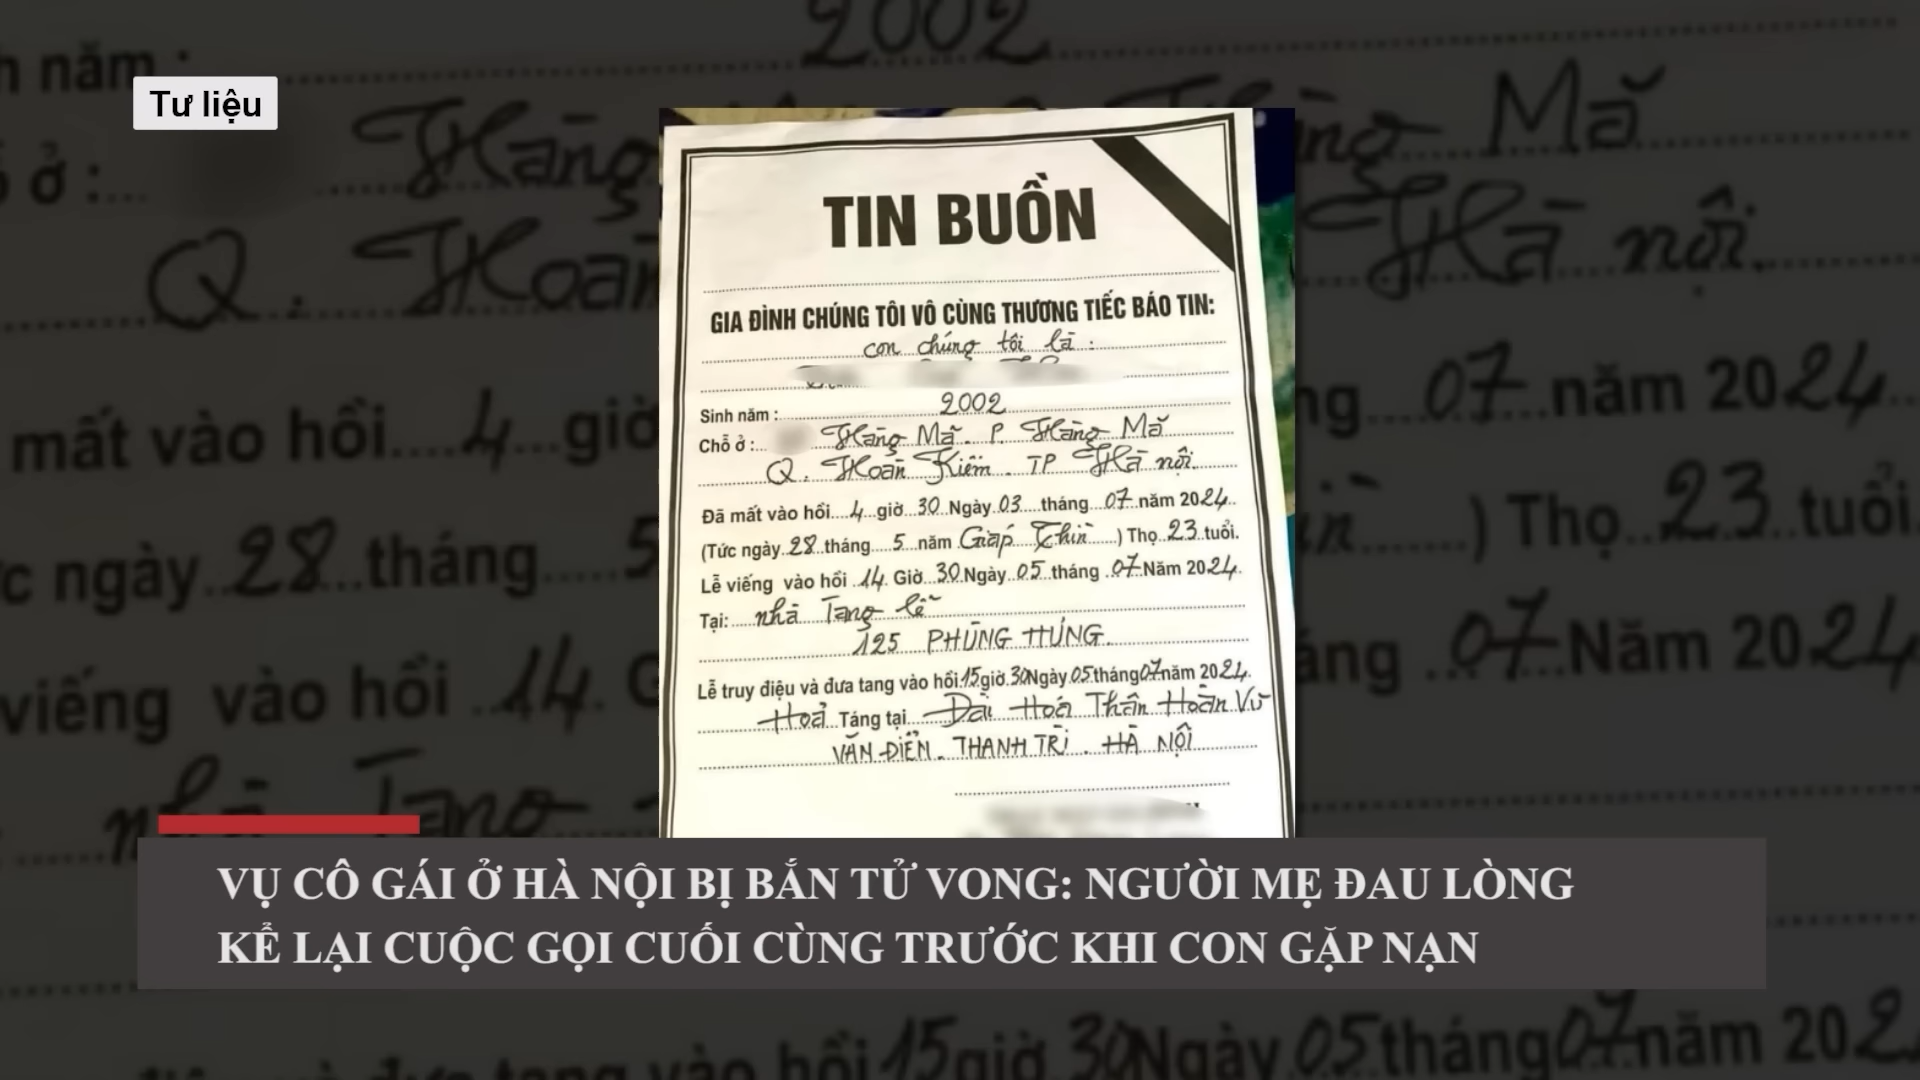 Tư liệu
TIN BUỒN
GIA ĐÌNH CHÚNG TÔI VÔ CÙNG THƯƠNG TIẾC BÁO TIN:
con chúng tôi là :
Sinh năm : 2002
Chỗ ở : Hàng Mã. P. Hàng Mã
Q. Hoàn Kiếm. TP Hà nội.
Đã mất vào hồi 4 giờ 30 Ngày 03 tháng 07 năm 2024
(Tức ngày 28 tháng 5 năm Giáp Thìn) Thọ 23 tuổi.
Lễ viếng vào hồi 14 Giờ 30 Ngày 05 tháng 07 Năm 2024.
Tại: nhà Tang lễ
125 PHÙNG HƯNG.
Lễ truy điệu và đưa tang vào hồi 15 giờ 30 Ngày 05 tháng 07 năm 2024.
Hoả Táng tại Đài Hoá Thân Hoàn Vũ
VĂN ĐIỂN. THANH TRÌ. HÀ NỘI
VỤ CÔ GÁI Ở HÀ NỘI BỊ BẮN TỬ VONG: NGƯỜI MẸ ĐAU LÒNG
KỂ LẠI CUỘC GỌI CUỐI CÙNG TRƯỚC KHI CON GẶP NẠN